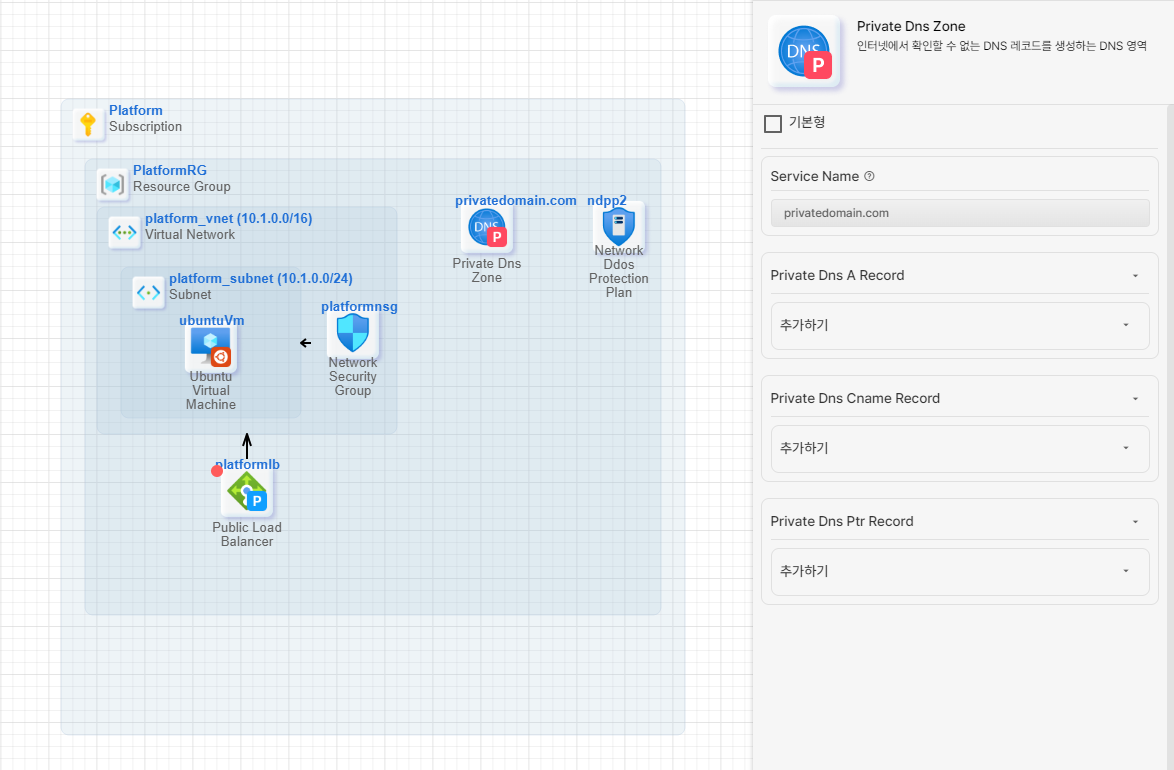 Platform
Subscription
PlatformRG
Resource Group
platform_vnet (10.1.0.0/16)
Virtual Network
platform_subnet (10.1.0.0/24)
Subnet
ubuntuVm
Ubuntu
Virtual
Machine
platformnsg
Network
Security
Group
privatedomain.com
DNS
P
Private Dns
Zone
ndpp2
Network
Ddos
Protection
Plan
platformlb
P
Public Load
Balancer
DNS
P
Private Dns Zone
인터넷에서 확인할 수 없는 DNS 레코드를 생성하는 DNS 영역
기본형
Service Name ?
privatedomain.com
Private Dns A Record
추가하기
Private Dns Cname Record
추가하기
Private Dns Ptr Record
추가하기